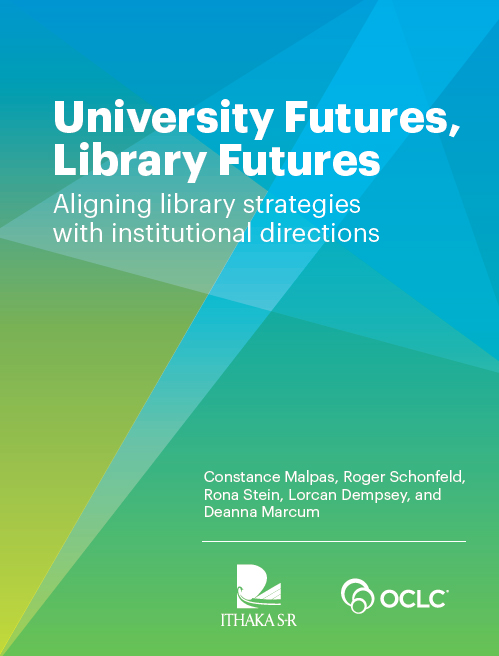 University Futures,
Library Futures
Aligning library strategies
with institutional directions
Constance Malpas, Roger Schonfeld,
Rona Stein, Lorcan Dempsey, and
Deanna Marcum
ITHAKA S·R
OCLC